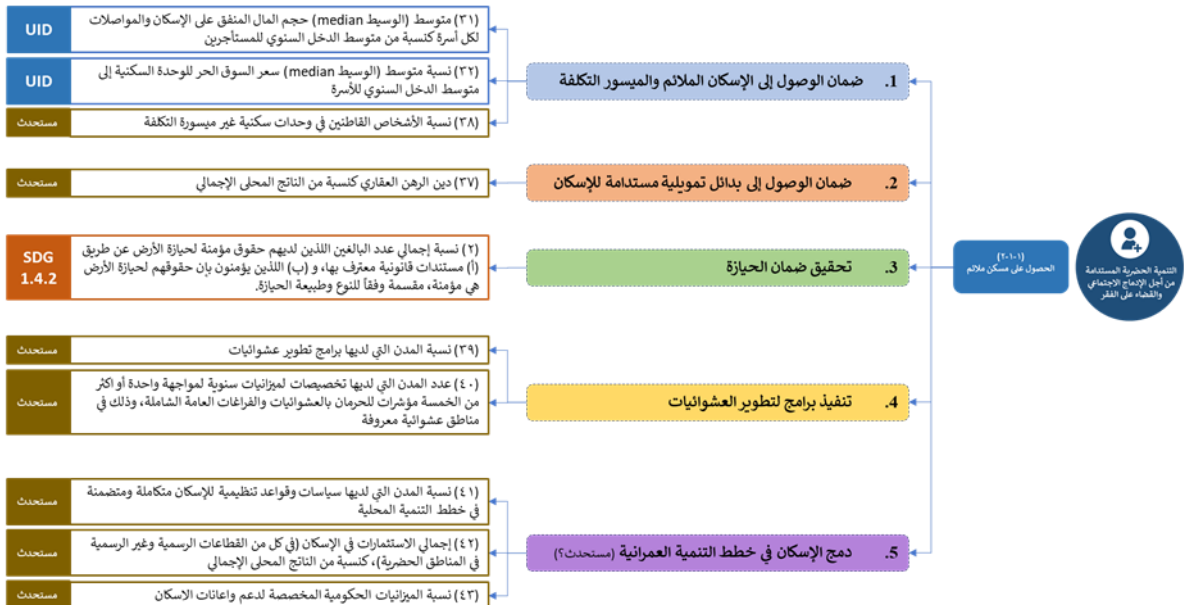 التنمية الحضرية المستدامة
من أجل الإدماج الاجتماعي
والقضاء على الفقر
(١-١-٢٠)
الحصول على مسكن ملائم
1. ضمان الوصول إلى الإسكان الملائم والميسور التكلفة
(٣١) متوسط (الوسيط median) حجم المال المنفق على الإسكان والمواصلات
لكل أسرة كنسبة من متوسط الدخل السنوي للمستأجرين
UID
(٣٢) نسبة متوسط (الوسيط median) سعر السوق الحر للوحدة السكنية إلى
متوسط الدخل السنوي للأسرة
UID
(٣٨) نسبة الأشخاص القاطنين في وحدات سكنية غير ميسورة التكلفة
مستحدث
2. ضمان الوصول إلى بدائل تمويلية مستدامة للإسكان
(٣٧) دين الرهن العقاري كنسبة من الناتج المحلى الإجمالي
مستحدث
3. تحقيق ضمان الحيازة
(٢) نسبة إجمالي عدد البالغين اللذين لديهم حقوق مؤمنة لحيازة الأرض عن طريق
(أ) مستندات قانونية معترف بها، و (ب) اللذين يؤمنون بإن حقوقهم لحيازة الأرض
هي مؤمنة، مقسمة وفقاً للنوع وطبيعة الحيازة.
SDG
1.4.2
4. تنفيذ برامج لتطوير العشوائيات
(٣٩) نسبة المدن التي لديها برامج تطوير عشوائيات
مستحدث
(٤٠) عدد المدن التي لديها تخصيصات لميزانيات سنوية لمواجهة واحدة أو اكثر
من الخمسة مؤشرات للحرمان بالعشوائيات والفراغات العامة الشاملة، وذلك في
مناطق عشوائية معروفة
مستحدث
5. دمج الإسكان في خطط التنمية العمرانية (مستحدث؟)
(٤١) نسبة المدن التي لديها سياسات وقواعد تنظيمية للإسكان متكاملة ومتضمنة
في خطط التنمية المحلية
مستحدث
(٤٢) إجمالي الاستثمارات في الإسكان (في كل من القطاعات الرسمية وغير الرسمية
في المناطق الحضرية)، كنسبة من الناتج المحلى الإجمالي
مستحدث
(٤٣) نسبة الميزانيات الحكومية المخصصة لدعم واعانات الاسكان
مستحدث